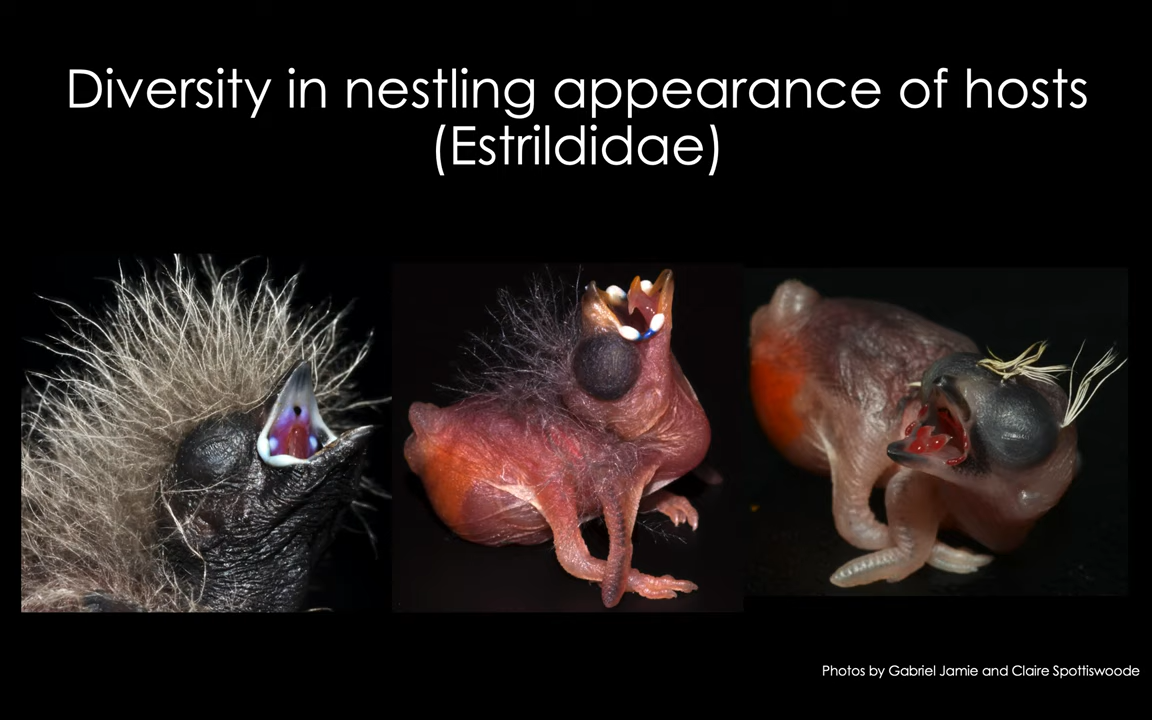 Diversity in nestling appearance of hosts
(Estrildidae)
Photos by Gabriel Jamie and Claire Spottiswoode